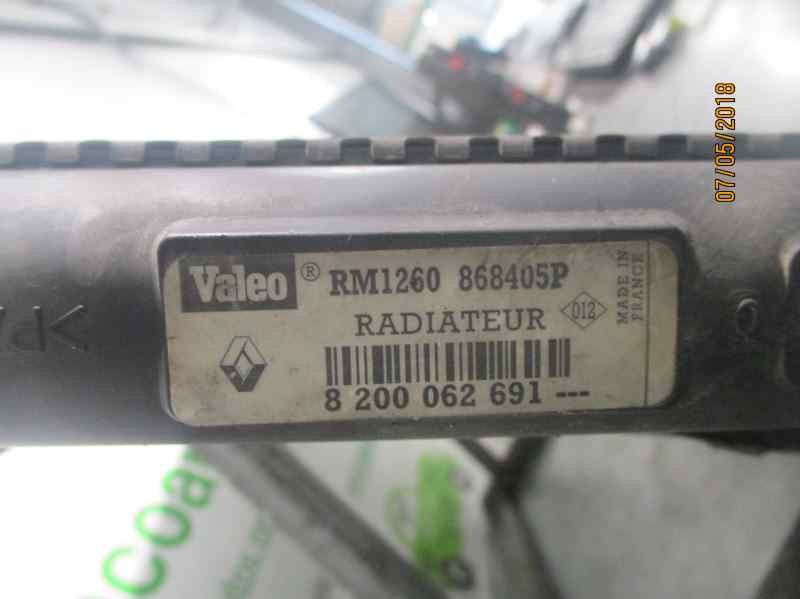 07/05/2018
Valeo ® RM1260 868405P
RADIATEUR
012
MADE IN
FRANCE
8 200 062 691 ---